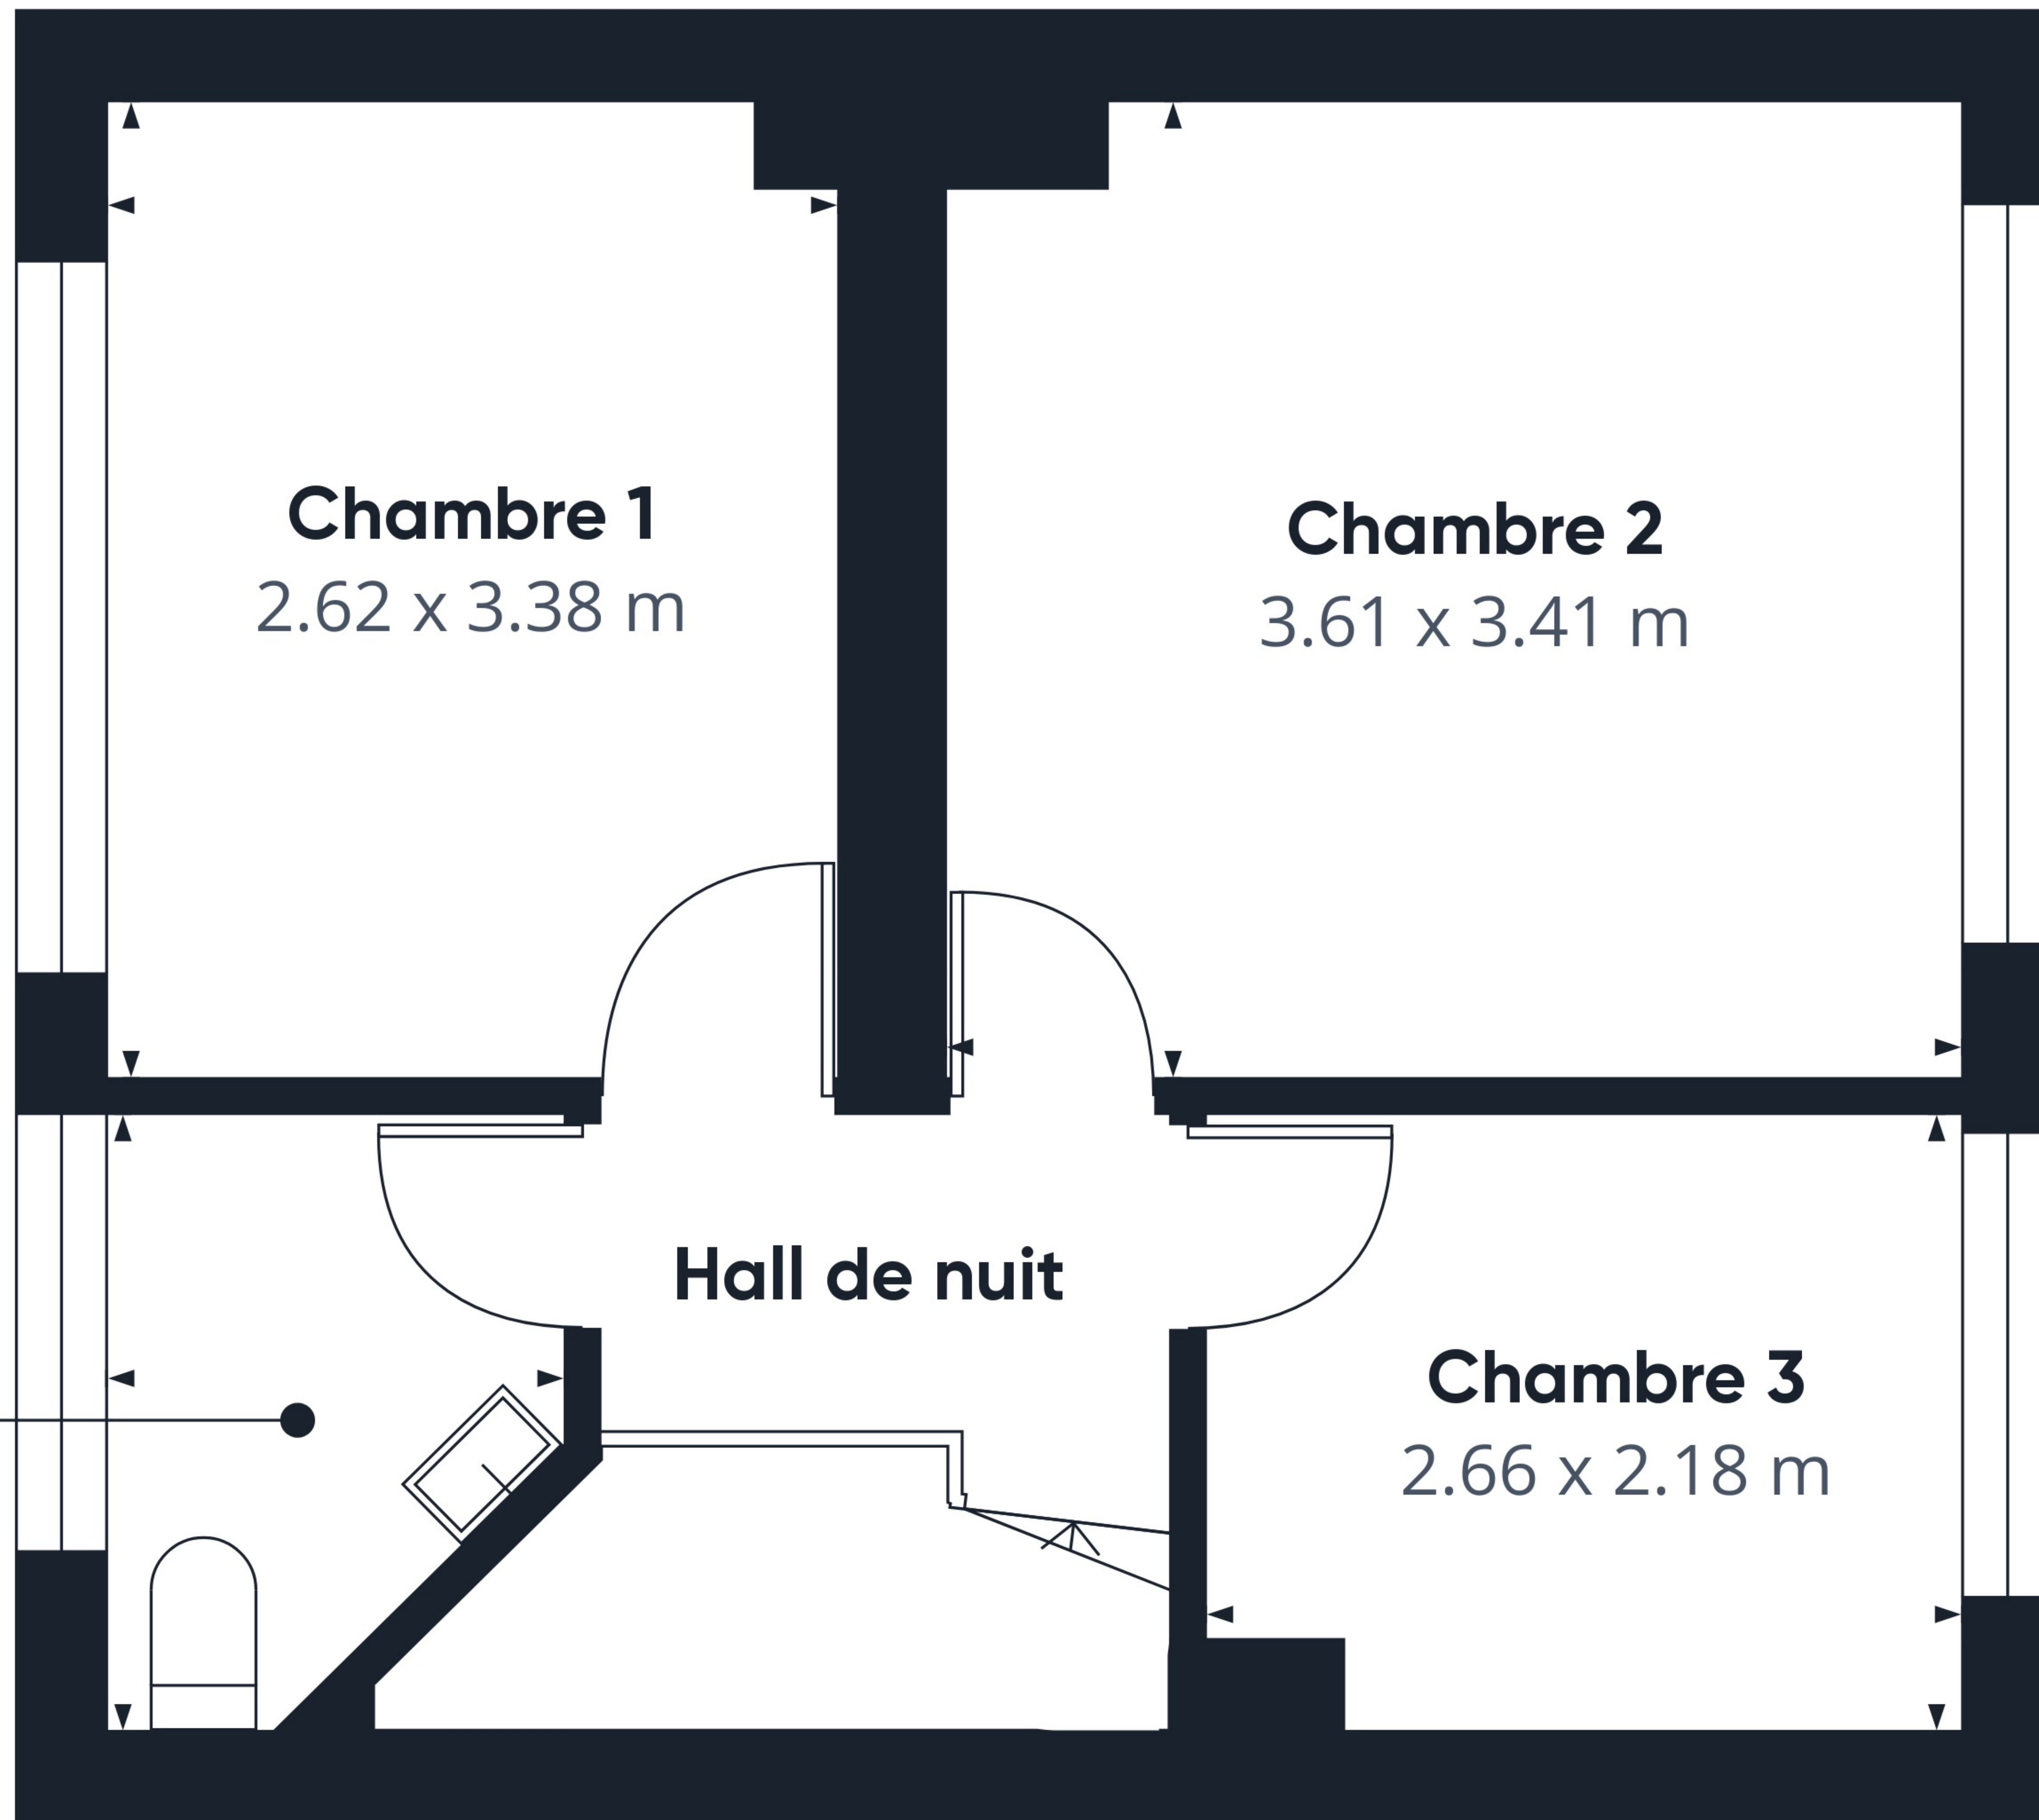 Chambre 1
2.62 x 3.38 m
Chambre 2
3.61 x 3.41 m
Hall de nuit
Chambre 3
2.66 x 2.18 m